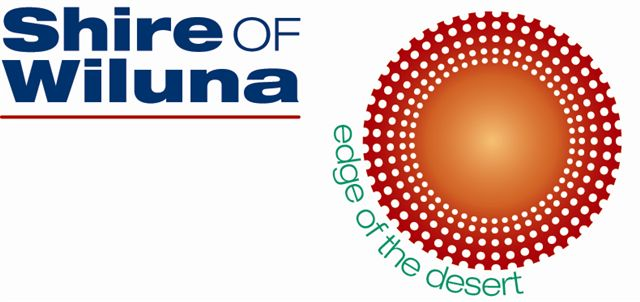 Shire OF
Wiluna
edge of the desert